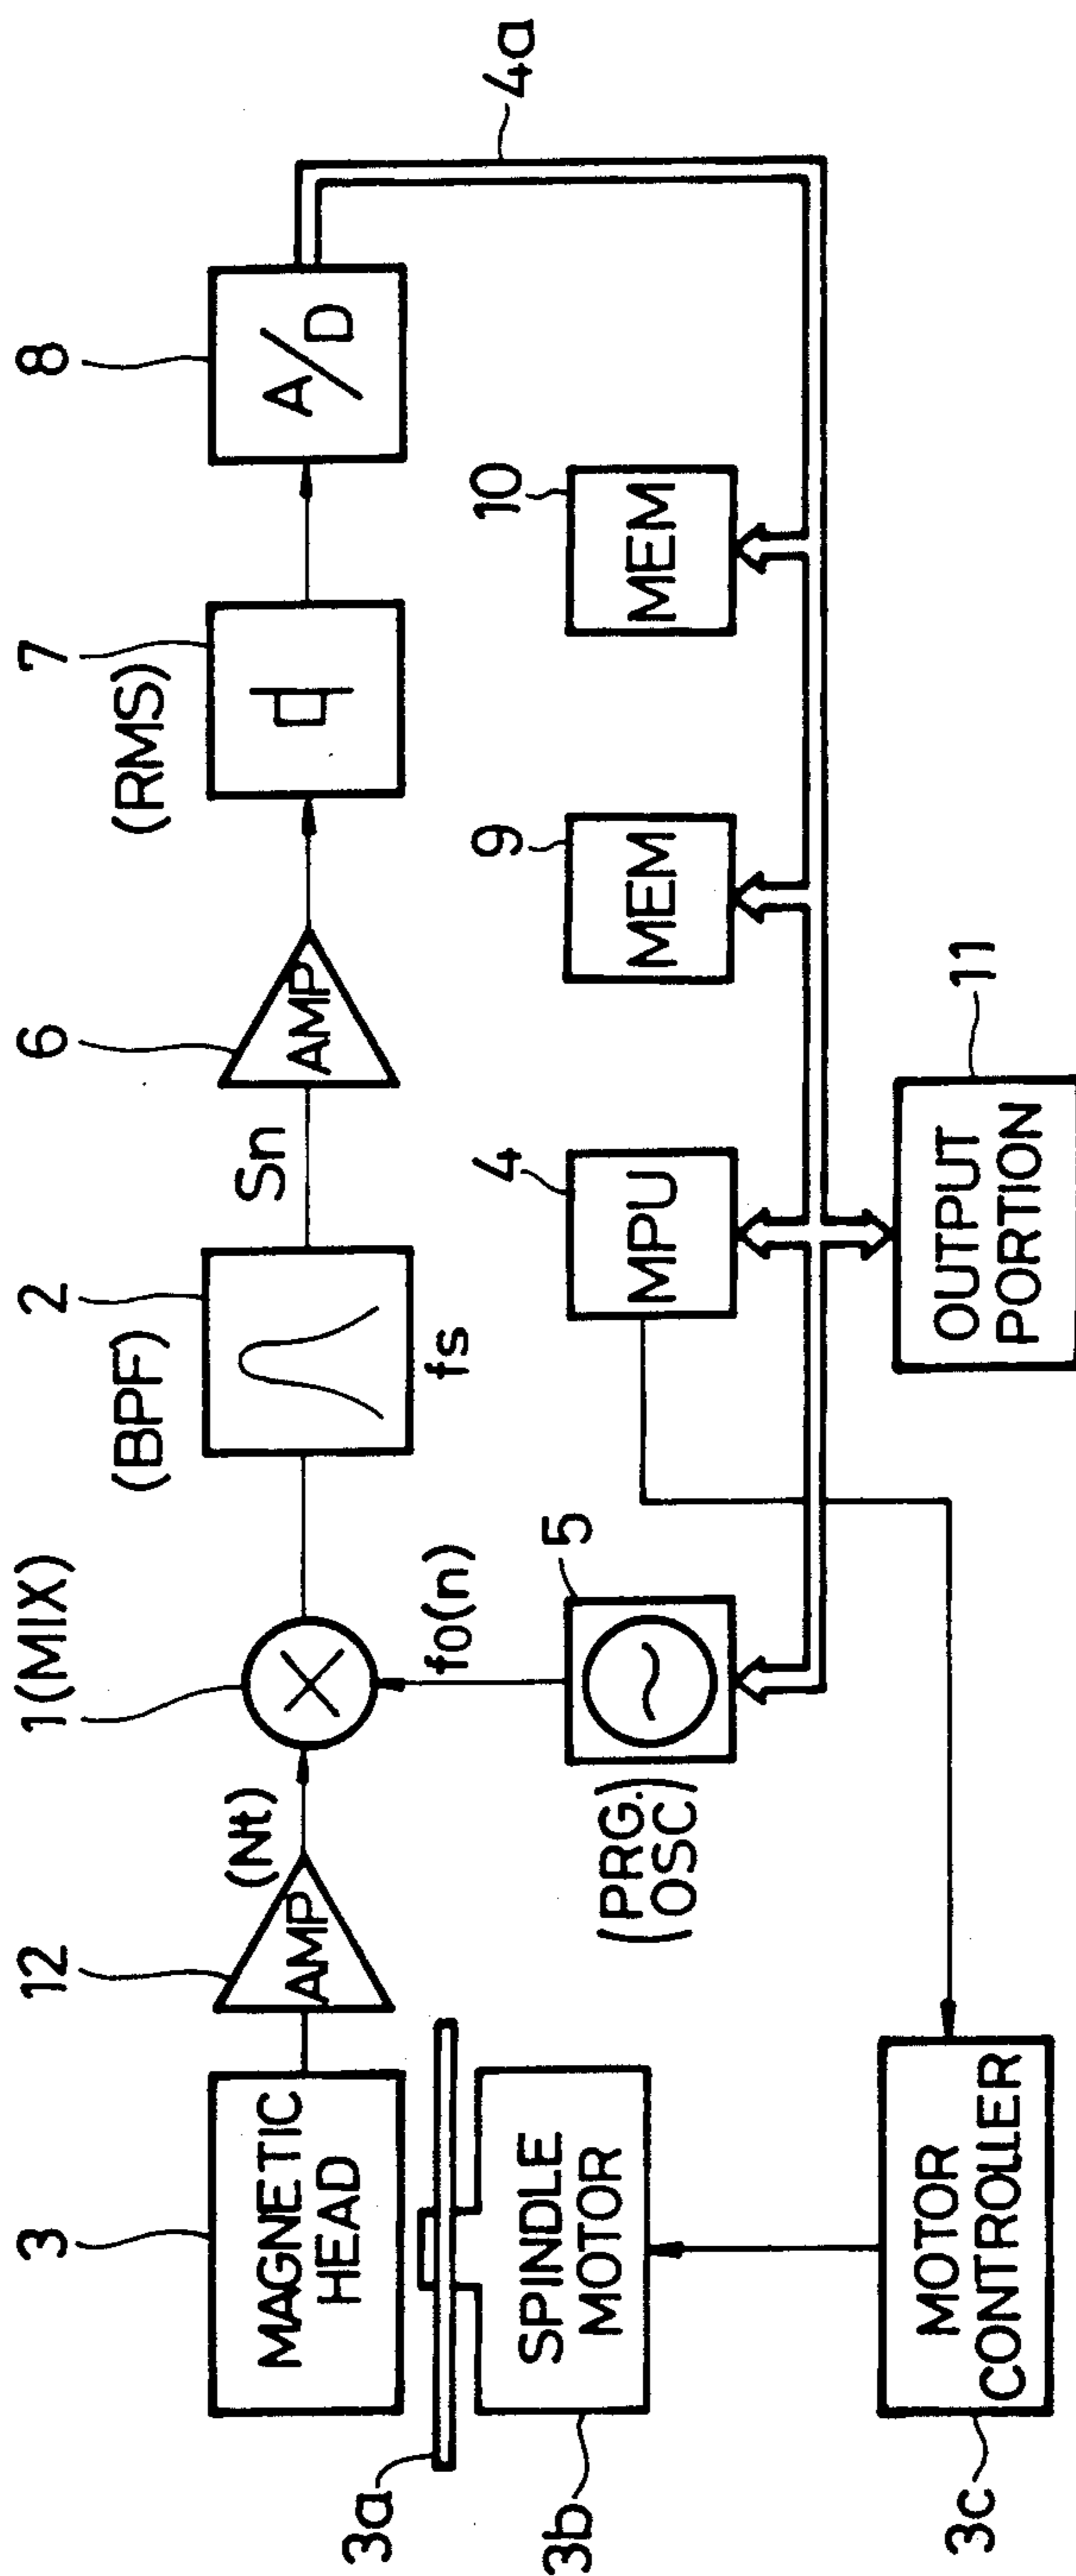 3
MAGNETIC
HEAD
12
AMP
(Nt)
1(MIX)
2
(BPF)
fs
Sn
6
AMP
7
(RMS)
8
A/D
4a
3a
3b
SPINDLE
MOTOR
3c
MOTOR
CONTROLLER
fo(n)
5
(PRG.
OSC)
4
MPU
9
MEM
10
MEM
11
OUTPUT
PORTION